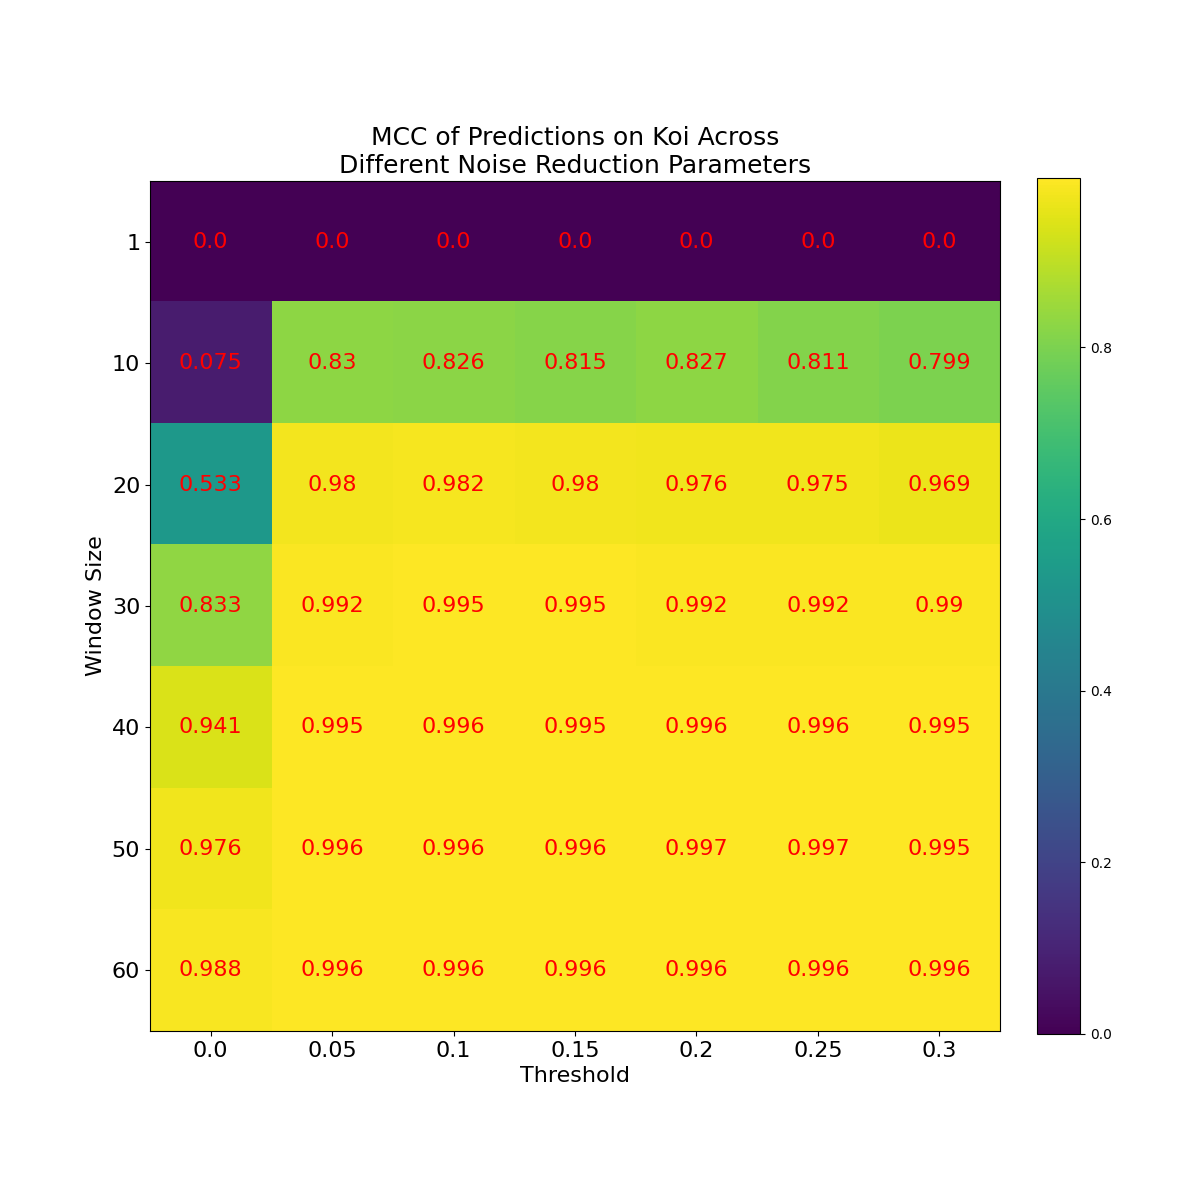 MCC of Predictions on Koi Across
Different Noise Reduction Parameters
1 0.0 0.0 0.0 0.0 0.0 0.0 0.0
10 0.075 0.83 0.826 0.815 0.827 0.811 0.799
20 0.533 0.98 0.982 0.98 0.976 0.975 0.969
30 0.833 0.992 0.995 0.995 0.992 0.992 0.99
40 0.941 0.995 0.996 0.995 0.996 0.996 0.995
50 0.976 0.996 0.996 0.996 0.997 0.997 0.995
60 0.988 0.996 0.996 0.996 0.996 0.996 0.996
0.0 0.05 0.1 0.15 0.2 0.25 0.3
Threshold
Window Size
0.8
0.6
0.4
0.2
0.0